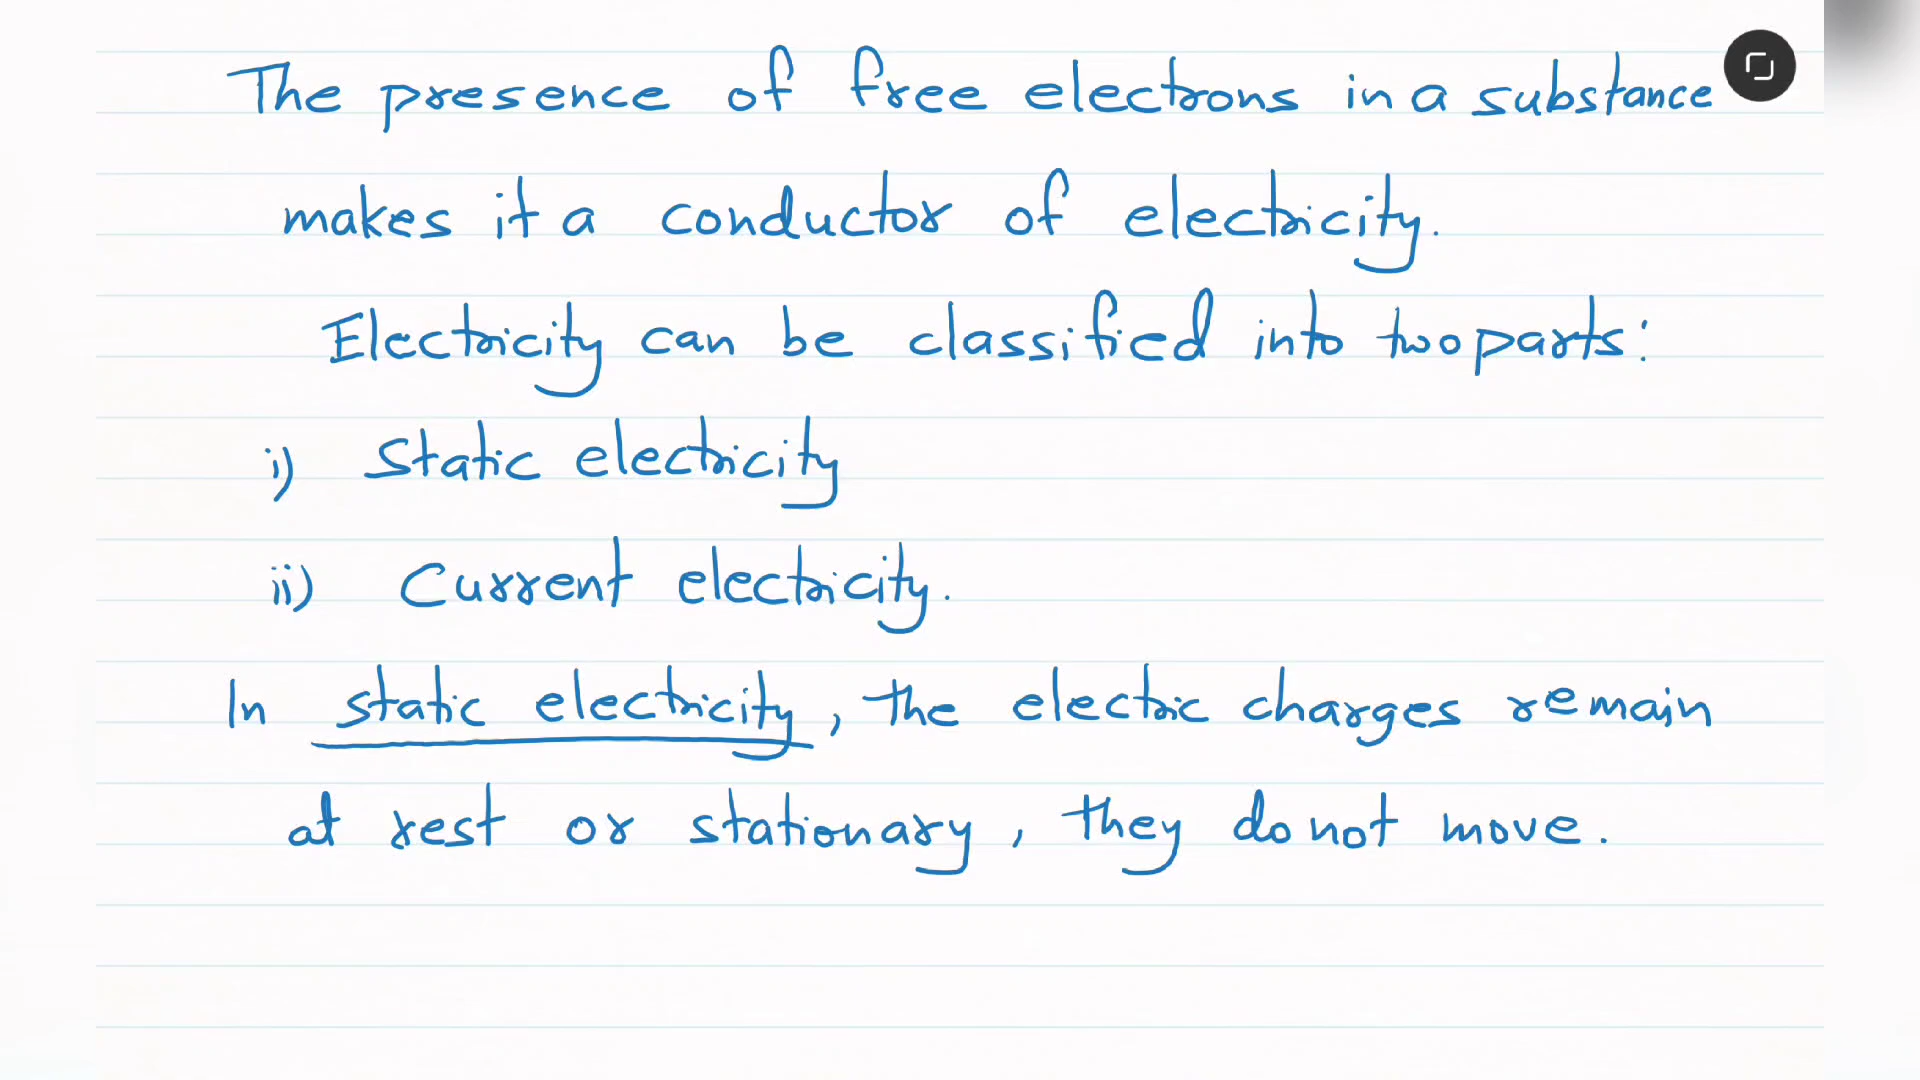 The presence of free electrons in a substance
makes it a conductor of electricity.
Electricity can be classified into two parts:
i) Static electricity
ii) Current electricity.
In static electricity, the electric charges remain
at rest or stationary, they do not move.